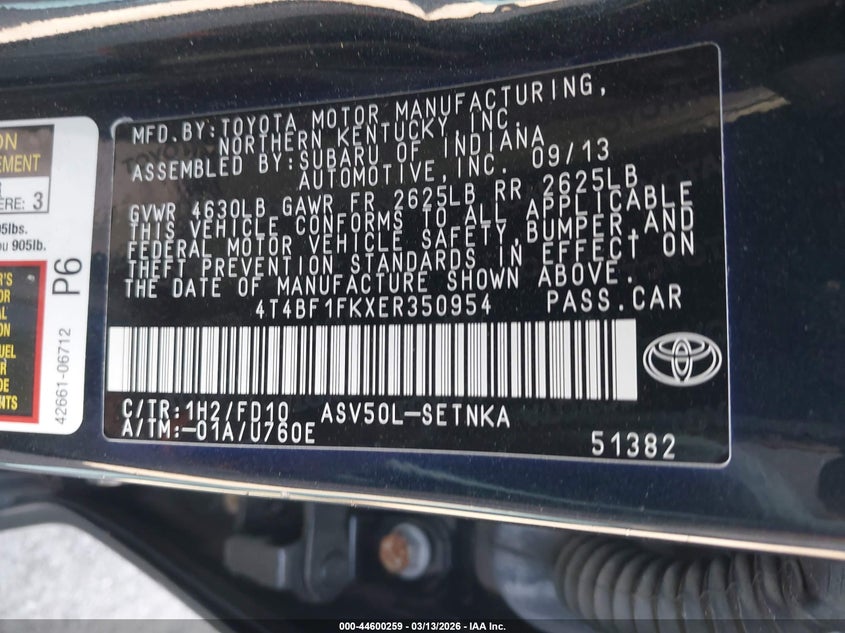 MFD.BY:TOYOTA MOTOR MANUFACTURING,
NORTHERN KENTUCKY,INC.
ASSEMBLED BY:SUBARU OF INDIANA
AUTOMOTIVE,INC. 09/13
GVWR 4630LB GAWR FR 2625LB RR 2625LB
THIS VEHICLE CONFORMS TO ALL APPLICABLE
FEDERAL MOTOR VEHICLE SAFETY,BUMPER,AND
THEFT PREVENTION STANDARDS IN EFFECT ON
THE DATE OF MANUFACTURE SHOWN ABOVE.
4T4BF1FKXER350954 PASS.CAR
C/TR:1H2/FD10 ASV50L-SETNKA
A/TM:-01A/U760E
51382
ERE: 3
905lb.
P6
42661-06712
000-44600259 - 03/13/2026 - IAA Inc.